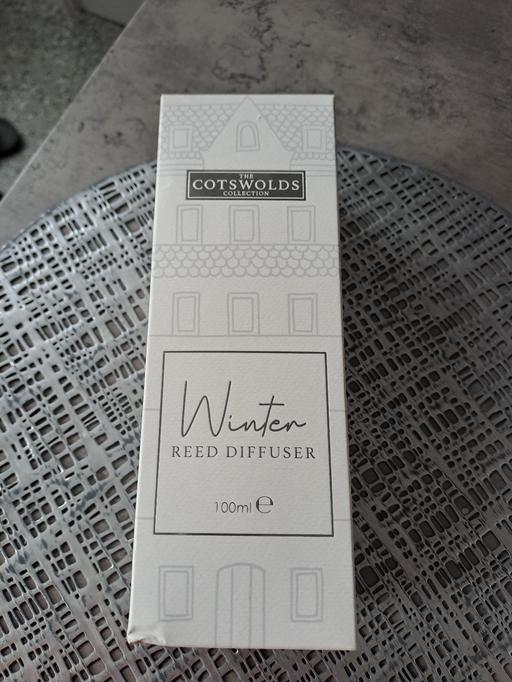 THE
COTSWOLDS
COLLECTION
Winter
REED DIFFUSER
100ml ℮